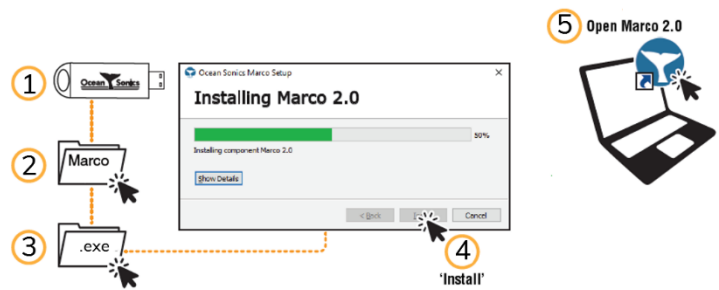 1
Ocean Sonics
2
Marco
3
.exe
Ocean Sonics Marco Setup
Installing Marco 2.0
50%
Installing component Marco 2.0
Show Details
< Back
Cancel
4
'Install'
5 Open Marco 2.0